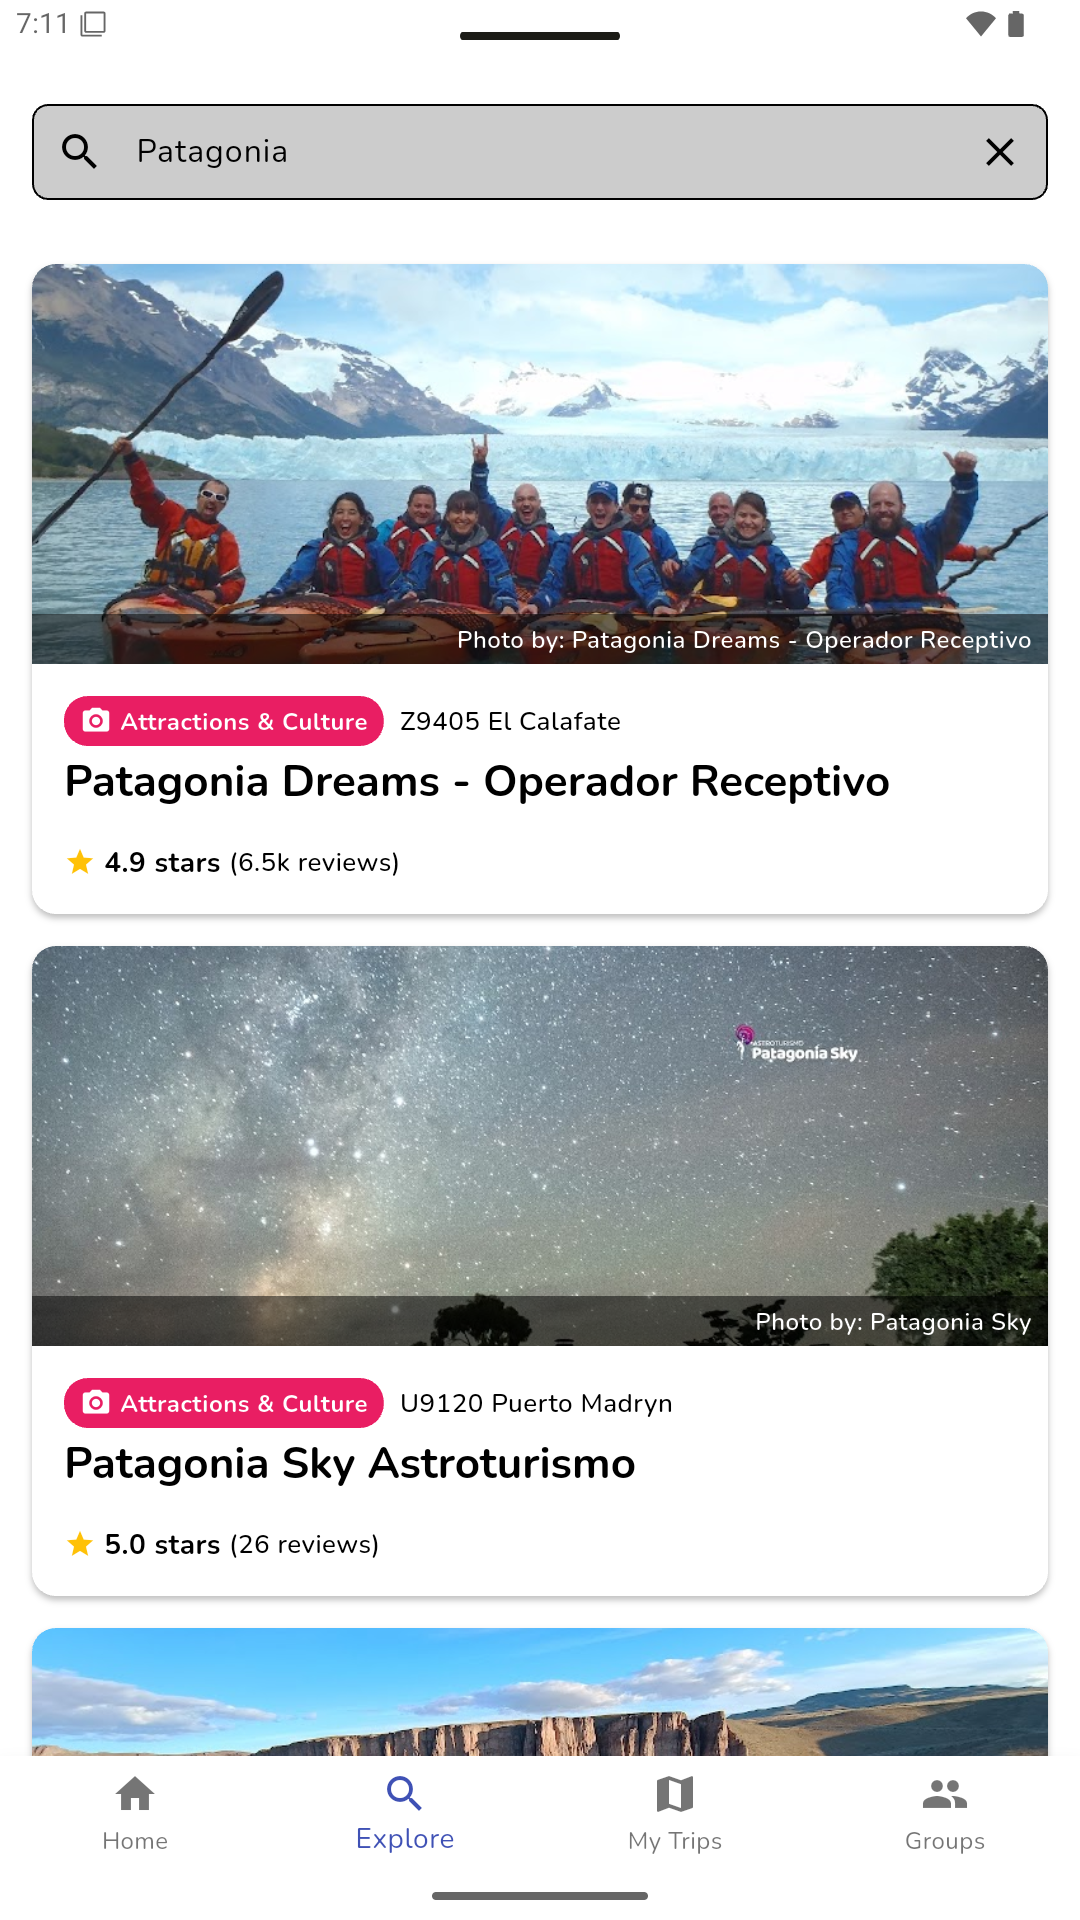 7:11
Patagonia
Photo by: Patagonia Dreams - Operador Receptivo
Attractions & Culture
Z9405 El Calafate
Patagonia Dreams - Operador Receptivo
4.9 stars (6.5k reviews)
ASTROTURISMO
Patagonia Sky
Photo by: Patagonia Sky
Attractions & Culture
U9120 Puerto Madryn
Patagonia Sky Astroturismo
5.0 stars (26 reviews)
Home
Explore
My Trips
Groups